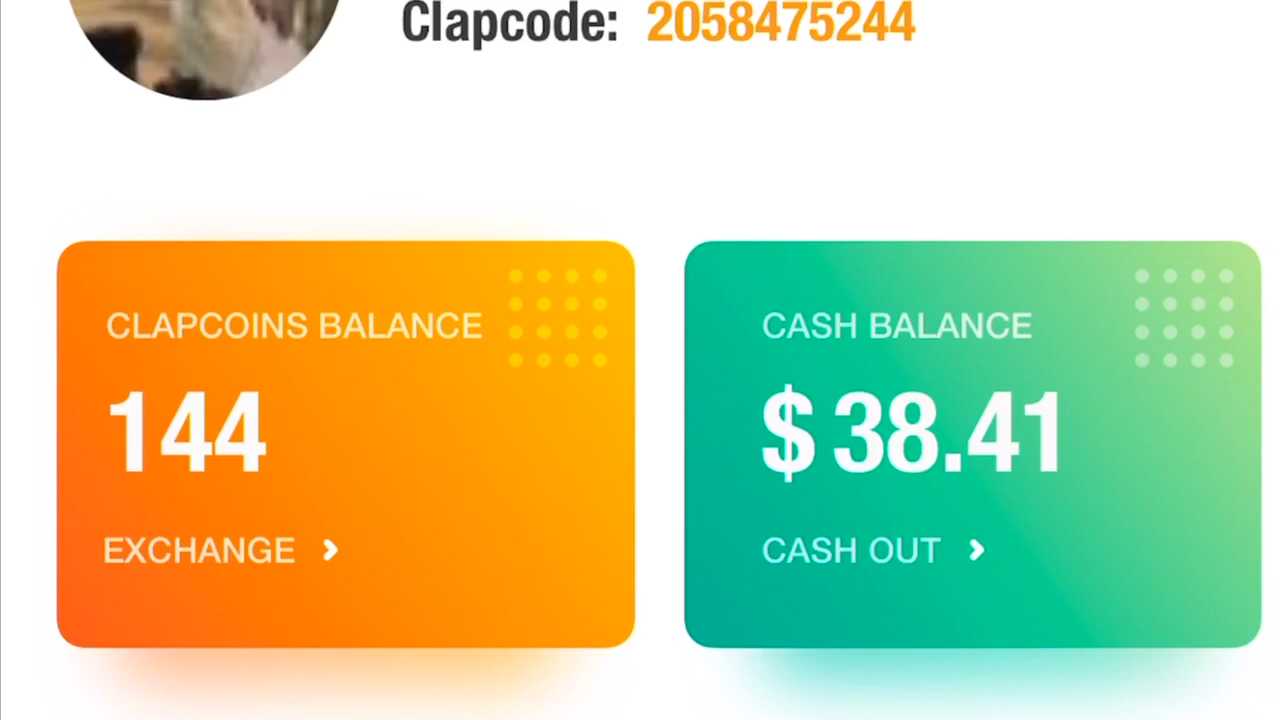 Clapcode: 2058475244
CLAPCOINS BALANCE
144
EXCHANGE
CASH BALANCE
$ 38.41
CASH OUT